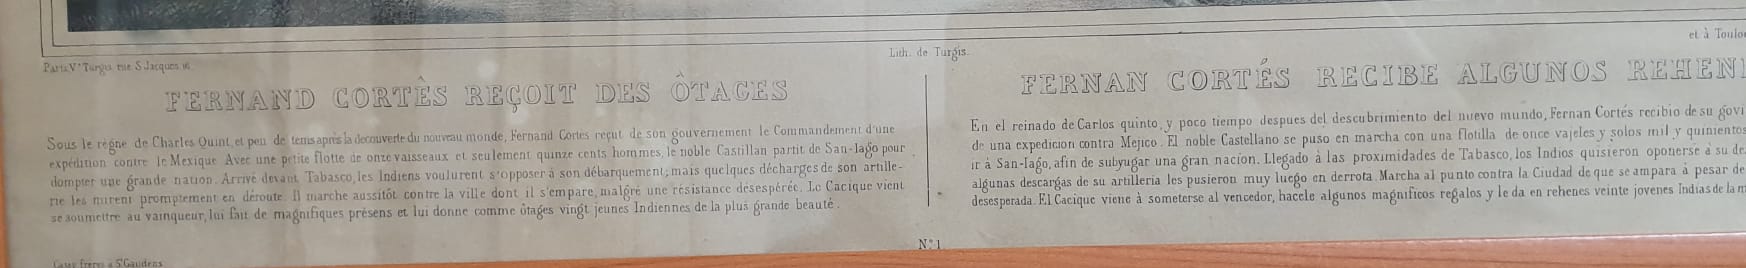 Lith. de Turgis.
et à Toulo
Paris, Vᵉ Turgis, rue S. Jacques,
FERNAND CORTÈS REÇOIT DES ÒTAGES
Sous le règne de Charles Quint, et peu de tems après la decouverte du nouveau monde, Fernand Cortes reçut de son gouvernement le Commandement d'une
expédition contre le Mexique. Avec une petite flotte de onze vaisseaux et seulement quinze cents hommes, le noble Castillan partit de San-Iago pour
dompter une grande nation. Arrivé devant Tabasco, les Indiens voulurent s'opposer à son débarquement; mais quelques décharges de son artille-
rie les mirent promptement en déroute. Il marche aussitôt contre la ville dont il s'empare, malgré une résistance désespérée. Le Cacique vient
se soumettre au vainqueur, lui fait de magnifiques présens et lui donne comme ôtages vingt jeunes Indiennes de la plus grande beauté.
FERNAN CORTÉS RECIBE ALGUNOS REHEN
En el reinado de Carlos quinto, y poco tiempo despues del descubrimiento del nuevo mundo, Fernan Cortés recibio de su govi
de una expedicion contra Mejico. El noble Castellano se puso en marcha con una flotilla de once vajeles y solos mil y quinientos
ir à San-Iago, afin de subyugar una gran nacion. Llegado à las proximidades de Tabasco, los Indios quisieron oponerse à su de
algunas descargas de su artilleria les pusieron muy luego en derrota. Marcha al punto contra la Ciudad de que se ampara à pesar de
desesperada. El Cacique viene à someterse al vencedor, hacele algunos magnificos regalos y le da en rehenes veinte jovenes Indias de la m
N.º 1
frères à S.t Gaudens